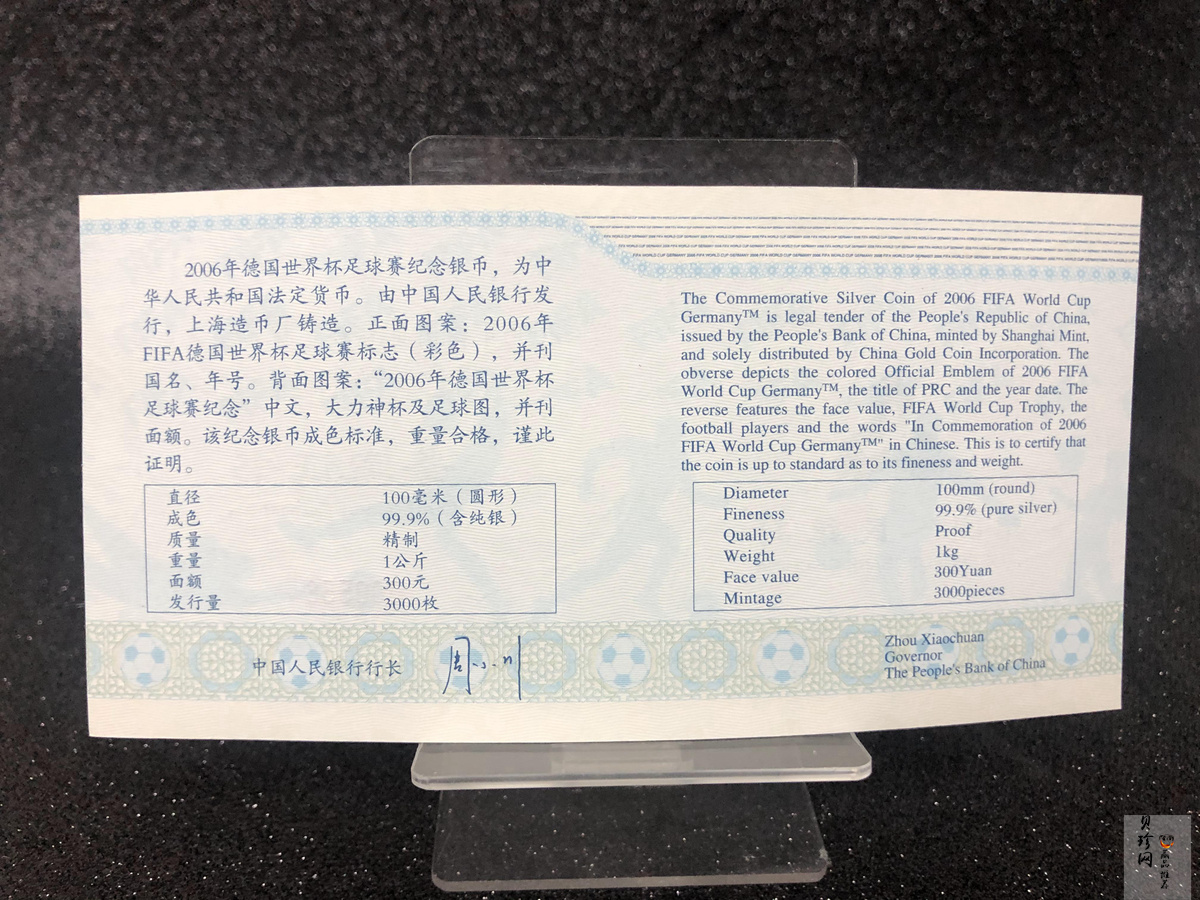 2006年德国世界杯足球赛纪念银币，为中
华人民共和国法定货币。由中国人民银行发
行，上海造币厂铸造。正面图案：2006年
FIFA德国世界杯足球赛标志（彩色），并刊
国名、年号。背面图案：“2006年德国世界杯
足球赛纪念”中文，大力神杯及足球图，并刊
面额。该纪念银币成色标准，重量合格，谨此
证明。
直径 100毫米（圆形）
成色 99.9%（含纯银）
质量 精制
重量 1公斤
面额 300元
发行量 3000枚
中国人民银行行长 周小川
The Commemorative Silver Coin of 2006 FIFA World Cup
Germany™ is legal tender of the People's Republic of China,
issued by the People's Bank of China, minted by Shanghai Mint,
and solely distributed by China Gold Coin Incorporation. The
obverse depicts the colored Official Emblem of 2006 FIFA
World Cup Germany™, the title of PRC and the year date. The
reverse features the face value, FIFA World Cup Trophy, the
football players and the words "In Commemoration of 2006
FIFA World Cup Germany™" in Chinese. This is to certify that
the coin is up to standard as to its fineness and weight.
Diameter 100mm (round)
Fineness 99.9% (pure silver)
Quality Proof
Weight 1kg
Face value 300Yuan
Mintage 3000pieces
Zhou Xiaochuan
Governor
The People's Bank of China
贝珍网